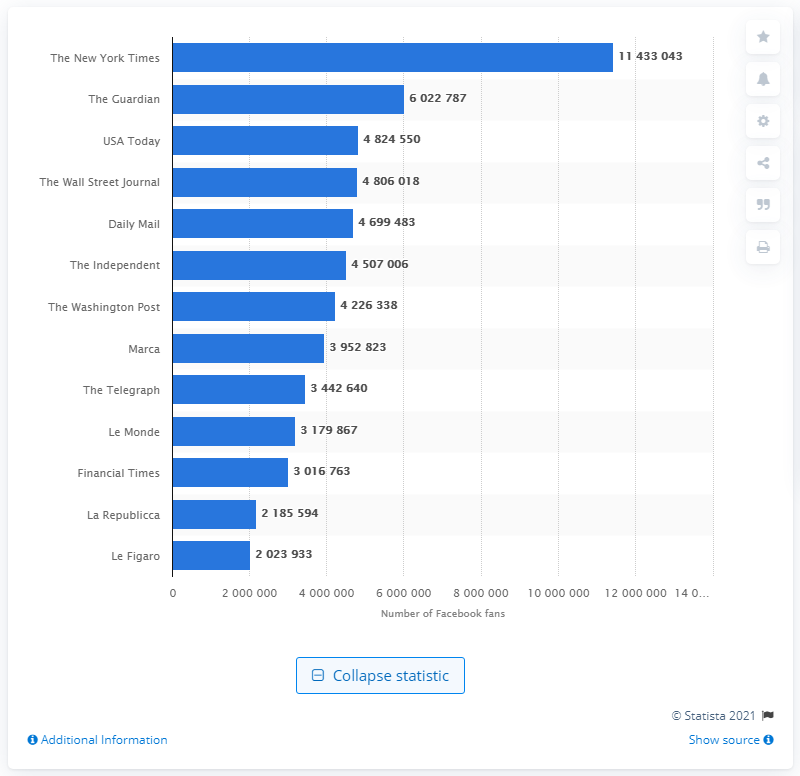 The New York Times 11 433 043
The Guardian 6 022 787
USA Today 4 824 550
The Wall Street Journal 4 806 018
Daily Mail 4 699 483
The Independent 4 507 006
The Washington Post 4 226 338
Marca 3 952 823
The Telegraph 3 442 640
Le Monde 3 179 867
Financial Times 3 016 763
La Republicca 2 185 594
Le Figaro 2 023 933
0 2 000 000 4 000 000 6 000 000 8 000 000 10 000 000 12 000 000 14 0...
Number of Facebook fans
Collapse statistic
© Statista 2021
Additional Information Show source